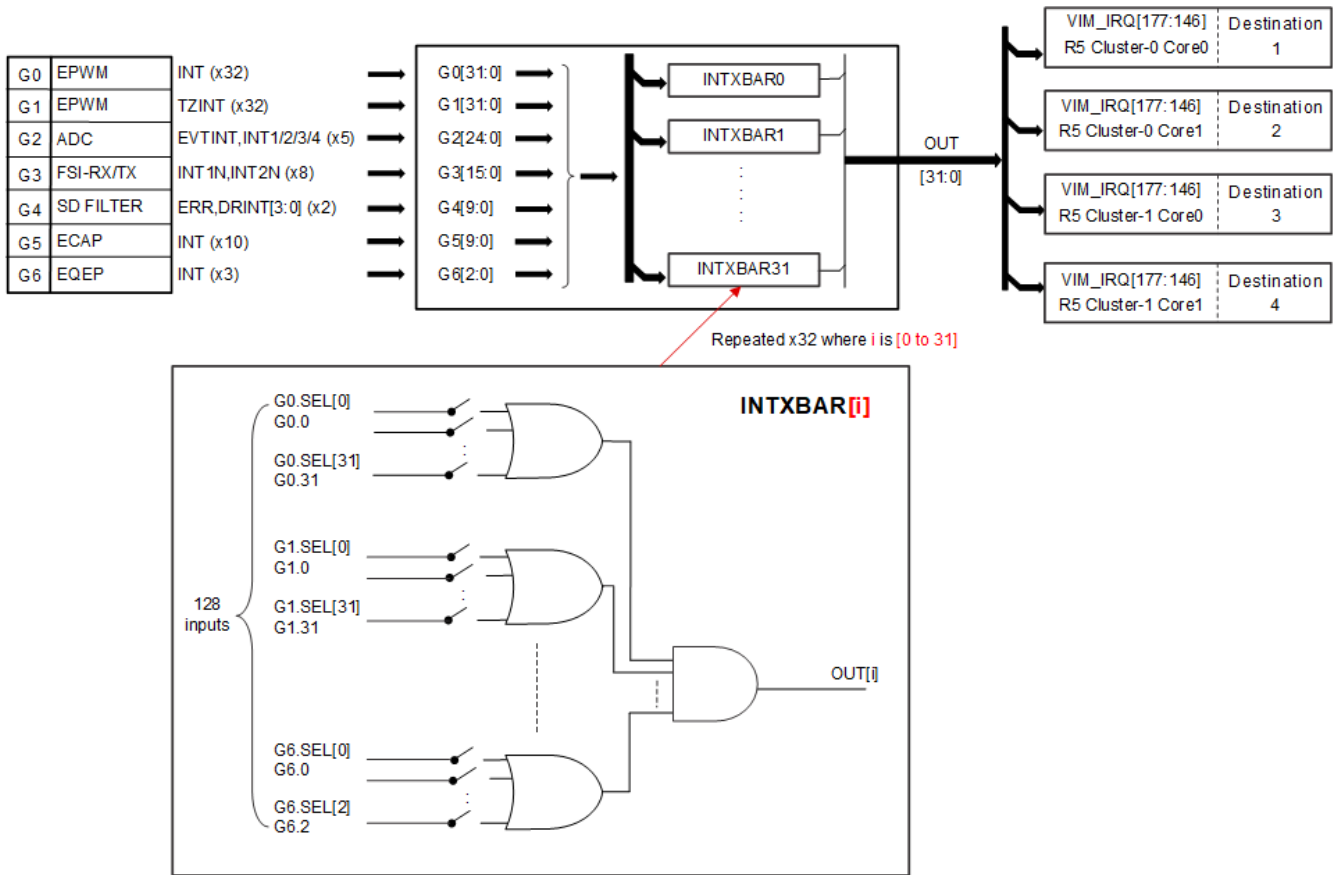 G0 EPWM INT (x32)
G1 EPWM TZINT (x32)
G2 ADC EVTINT,INT1/2/3/4 (x5)
G3 FSI-RX/TX INT1N,INT2N (x8)
G4 SD FILTER ERR,DRINT[3:0] (x2)
G5 ECAP INT (x10)
G6 EQEP INT (x3)
G0[31:0]
G1[31:0]
G2[24:0]
G3[15:0]
G4[9:0]
G5[9:0]
G6[2:0]
INTXBAR0
INTXBAR1
INTXBAR31
OUT
[31:0]
VIM_IRQ[177:146] Destination
R5 Cluster-0 Core0 1
VIM_IRQ[177:146] Destination
R5 Cluster-0 Core1 2
VIM_IRQ[177:146] Destination
R5 Cluster-1 Core0 3
VIM_IRQ[177:146] Destination
R5 Cluster-1 Core1 4
Repeated x32 where i is [0 to 31]
INTXBAR[i]
G0.SEL[0]
G0.0
G0.SEL[31]
G0.31
G1.SEL[0]
G1.0
G1.SEL[31]
G1.31
128
inputs
OUT[i]
G6.SEL[0]
G6.0
G6.SEL[2]
G6.2